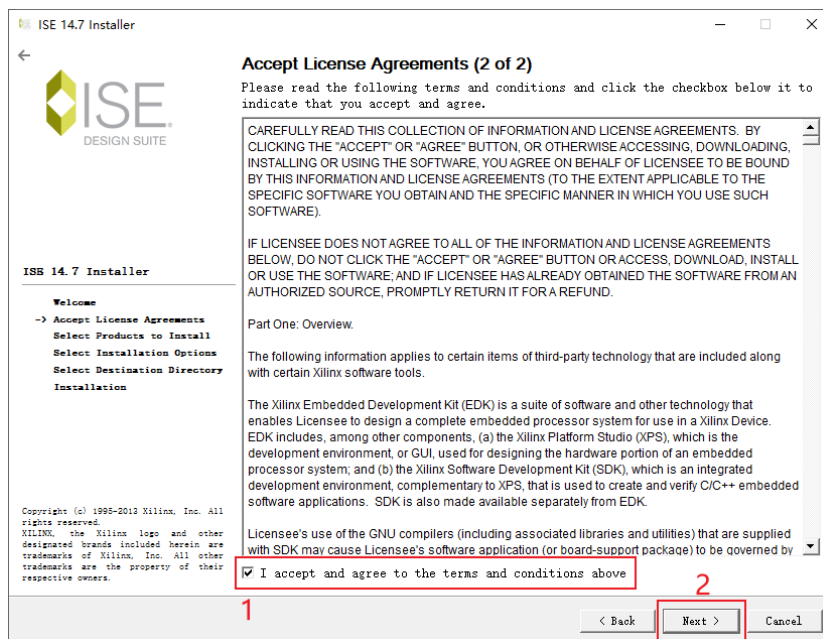 ISE 14.7 Installer
ISE
DESIGN SUITE
ISE 14.7 Installer
Welcome
-> Accept License Agreements
Select Products to Install
Select Installation Options
Select Destination Directory
Installation
Copyright (c) 1995-2013 Xilinx, Inc. All
rights reserved.
XILINX, the Xilinx logo and other
designated brands included herein are
trademarks of Xilinx, Inc. All other
trademarks are the property of their
respective owners.
Accept License Agreements (2 of 2)
Please read the following terms and conditions and click the checkbox below it to
indicate that you accept and agree.
CAREFULLY READ THIS COLLECTION OF INFORMATION AND LICENSE AGREEMENTS. BY
CLICKING THE "ACCEPT" OR "AGREE" BUTTON, OR OTHERWISE ACCESSING, DOWNLOADING,
INSTALLING OR USING THE SOFTWARE, YOU AGREE ON BEHALF OF LICENSEE TO BE BOUND
BY THIS INFORMATION AND LICENSE AGREEMENTS (TO THE EXTENT APPLICABLE TO THE
SPECIFIC SOFTWARE YOU OBTAIN AND THE SPECIFIC MANNER IN WHICH YOU USE SUCH
SOFTWARE).
IF LICENSEE DOES NOT AGREE TO ALL OF THE INFORMATION AND LICENSE AGREEMENTS
BELOW, DO NOT CLICK THE "ACCEPT" OR "AGREE" BUTTON OR ACCESS, DOWNLOAD, INSTALL
OR USE THE SOFTWARE; AND IF LICENSEE HAS ALREADY OBTAINED THE SOFTWARE FROM AN
AUTHORIZED SOURCE, PROMPTLY RETURN IT FOR A REFUND.
Part One: Overview.
The following information applies to certain items of third-party technology that are included along
with certain Xilinx software tools.
The Xilinx Embedded Development Kit (EDK) is a suite of software and other technology that
enables Licensee to design a complete embedded processor system for use in a Xilinx Device.
EDK includes, among other components, (a) the Xilinx Platform Studio (XPS), which is the
development environment, or GUI, used for designing the hardware portion of an embedded
processor system; and (b) the Xilinx Software Development Kit (SDK), which is an integrated
development environment, complementary to XPS, that is used to create and verify C/C++ embedded
software applications. SDK is also made available separately from EDK.
Licensee's use of the GNU compilers (including associated libraries and utilities) that are supplied
with SDK may cause Licensee's software application (or board-support package) to be governed by
I accept and agree to the terms and conditions above
1
2
< Back
Next >
Cancel